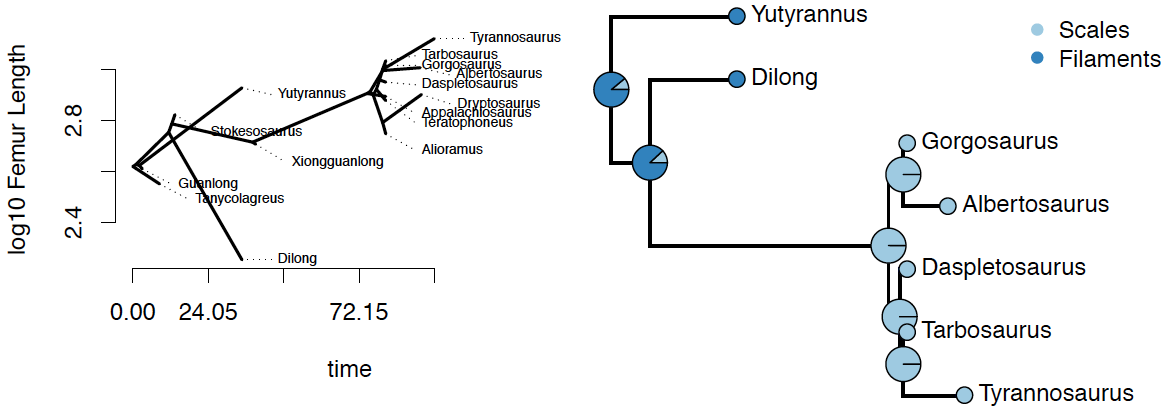 log10 Femur Length
2.8
2.4
Tyrannosaurus
Tarbosaurus
Gorgosaurus
Albertosaurus
Daspletosaurus
Dryptosaurus
Appalachiosaurus
Teratophoneus
Alioramus
Yutyrannus
Stokesosaurus
Xiongguanlong
Guanlong
Tanycolagreus
Dilong
0.00 24.05 72.15
time
Yutyrannus
Dilong
Gorgosaurus
Albertosaurus
Daspletosaurus
Tarbosaurus
Tyrannosaurus
Scales
Filaments